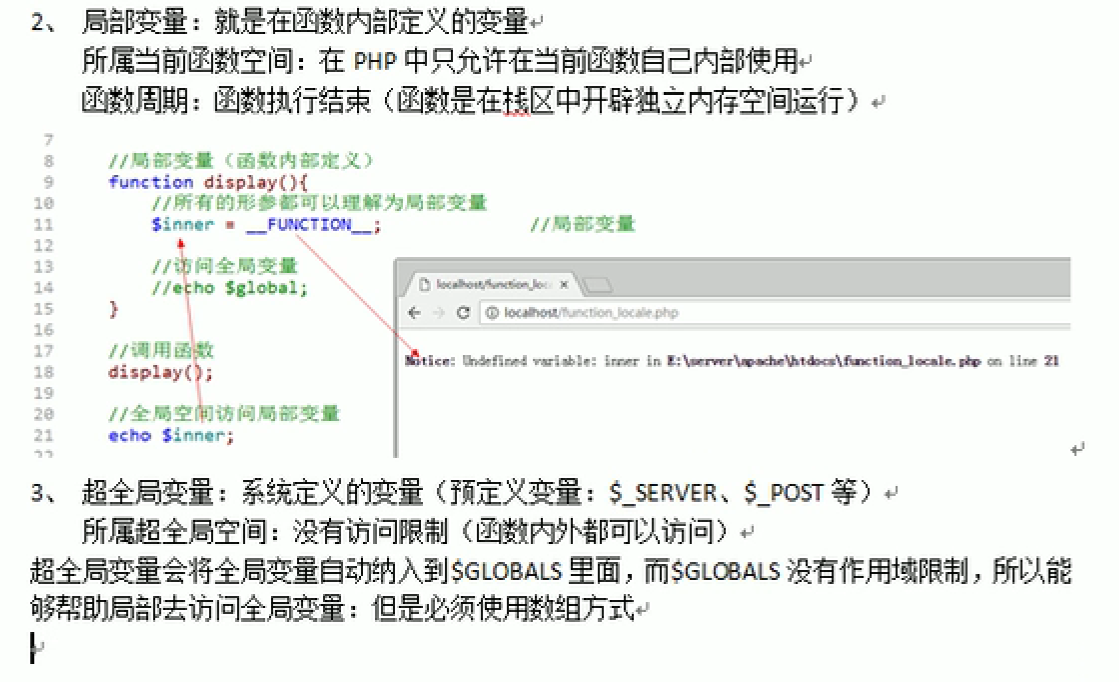 2、 局部变量：就是在函数内部定义的变量
所属当前函数空间：在 PHP 中只允许在当前函数自己内部使用
函数周期：函数执行结束（函数是在栈区中开辟独立内存空间运行）
7
8 //局部变量（函数内部定义）
9 function display(){
10 //所有的形参都可以理解为局部变量
11 $inner = __FUNCTION__; //局部变量
12
13 //访问全局变量
14 //echo $global;
15 }
16
17 //调用函数
18 display();
19
20 //全局空间访问局部变量
21 echo $inner;
22
localhost/function_loc
localhost/function_locale.php
Notice: Undefined variable: inner in E:\server\apache\htdocs\function_locale.php on line 21
3、 超全局变量：系统定义的变量（预定义变量：$_SERVER、$_POST 等）
所属超全局空间：没有访问限制（函数内外都可以访问）
超全局变量会将全局变量自动纳入到$GLOBALS 里面，而$GLOBALS 没有作用域限制，所以能
够帮助局部去访问全局变量：但是必须使用数组方式